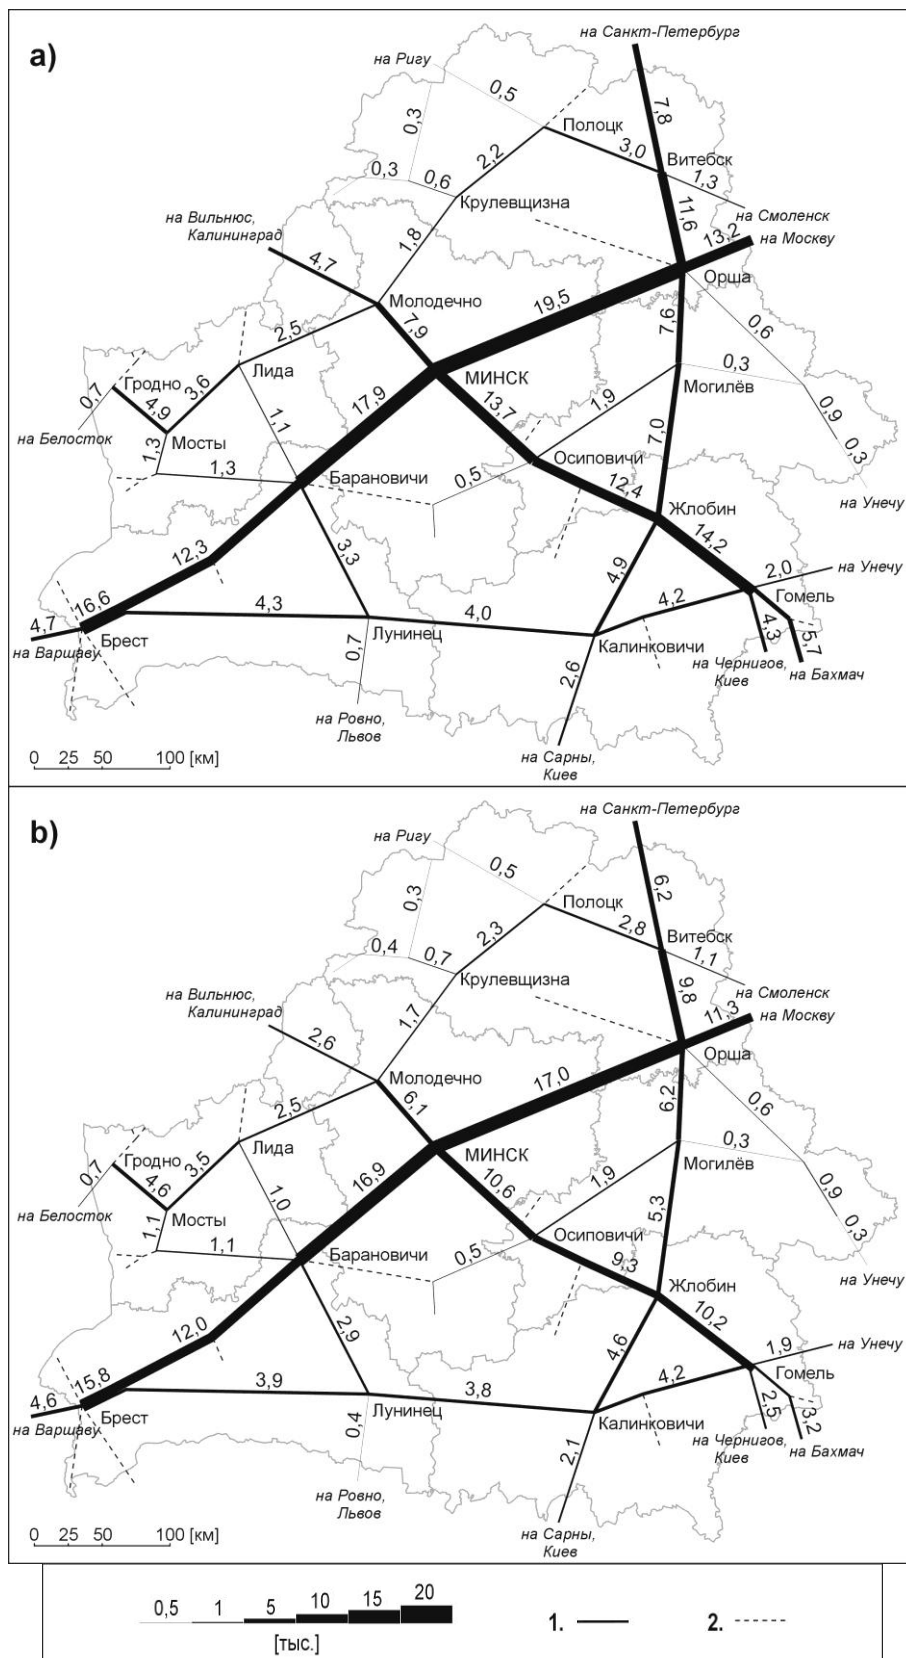 a)
на Санкт-Петербург
на Ригу
0,5
7,8
0,3
Полоцк
3,0
Витебск
2,2
0,3
0,6
1,3
Крулевщизна
на Смоленск
11,6
13,2
на Москву
на Вильнюс,
Калининград
1,8
4,7
Орша
Молодечно
19,5
7,9
7,6
0,6
2,5
Лида
МИНСК
0,3
Могилёв
0,7
Гродно
3,6
4,9
17,9
13,7
1,9
0,9
на Белосток
Мосты
1,1
7,0
1,3
1,3
Барановичи
0,5
Осиповичи
0,3
12,4
на Унечу
Жлобин
14,2
12,3
3,3
4,9
2,0
на Унечу
16,6
4,3
4,0
4,2
Гомель
4,7
Брест
на Варшаву
Лунинец
Калинковичи
4,3
5,7
0,7
2,6
на Чернигов,
Киев
на Бахмач
на Ровно,
Львов
на Сарны,
Киев
0 25 50 100 [км]
b)
на Санкт-Петербург
на Ригу
0,5
6,2
0,3
Полоцк
2,8
Витебск
2,3
0,4
0,7
1,1
Крулевщизна
на Смоленск
9,8
11,3
на Москву
на Вильнюс,
Калининград
1,7
2,6
Орша
Молодечно
17,0
6,1
6,2
0,6
2,5
Лида
МИНСК
0,3
Могилёв
0,7
Гродно
3,5
4,6
16,9
10,6
1,9
0,9
на Белосток
Мосты
1,0
5,3
1,1
1,1
Барановичи
0,5
Осиповичи
0,3
9,3
на Унечу
Жлобин
10,2
12,0
2,9
4,6
1,9
на Унечу
15,8
3,9
3,8
4,2
Гомель
4,6
Брест
на Варшаву
Лунинец
Калинковичи
2,5
3,2
0,4
2,1
на Чернигов,
Киев
на Бахмач
на Ровно,
Львов
на Сарны,
Киев
0 25 50 100 [км]
0,5 1 5 10 15 20
[тыс.]
1.
2.